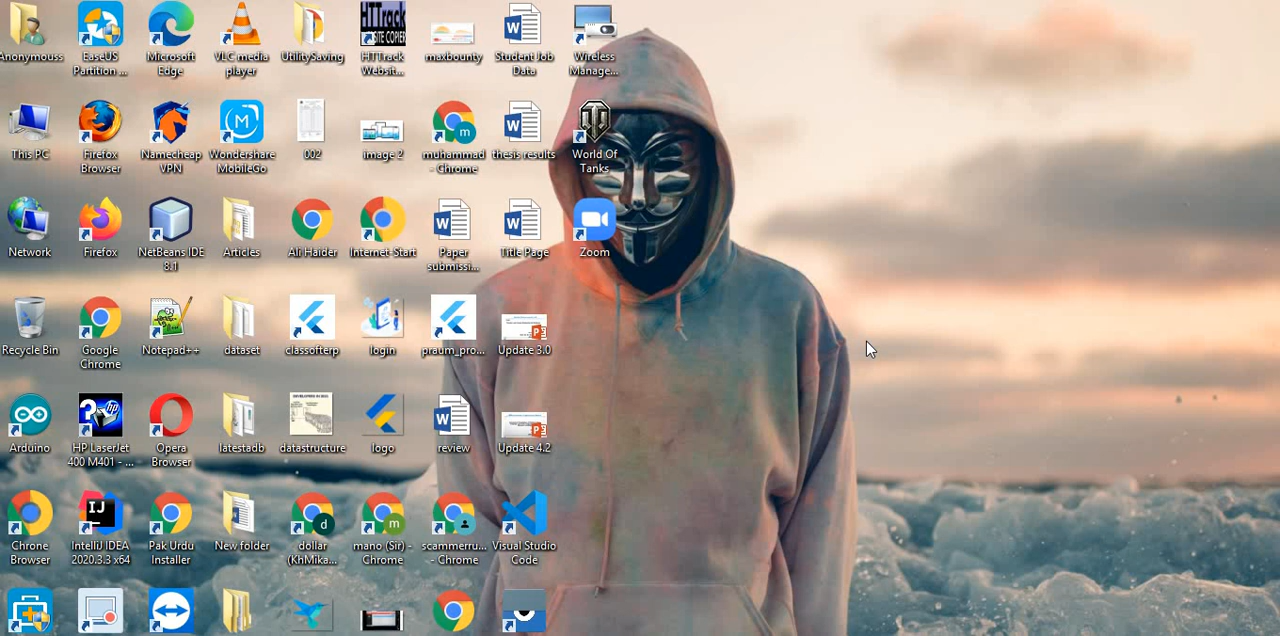 Anonymouss
EaseUS
Partition ...
Microsoft
Edge
VLC media
player
UtilitySaving
HTTrack
SITE COPIER
HTTrack
Websit...
maxbounty
Student Job
Data
Wireless
Manage...
This PC
Firefox
Browser
Namecheap
VPN
Wondershare
MobileGo
002
image 2
muhammad
- Chrome
thesis results
World Of
Tanks
Network
Firefox
NetBeans IDE
8.1
Articles
Ali Haider
Internet-Start
Paper
submissi...
Title Page
Zoom
Recycle Bin
Google
Chrome
Notepad++
dataset
classofterp
login
praum_pro...
Update 3.0
Arduino
HP LaserJet
400 M401 - ...
Opera
Browser
latestadb
datastructure
logo
review
Update 4.2
Chrome
Browser
IntelliJ IDEA
2020.3.3 x64
Pak Urdu
Installer
New folder
dollar
(KhMika...
mano (Sir) -
Chrome
scammerru...
- Chrome
Visual Studio
Code